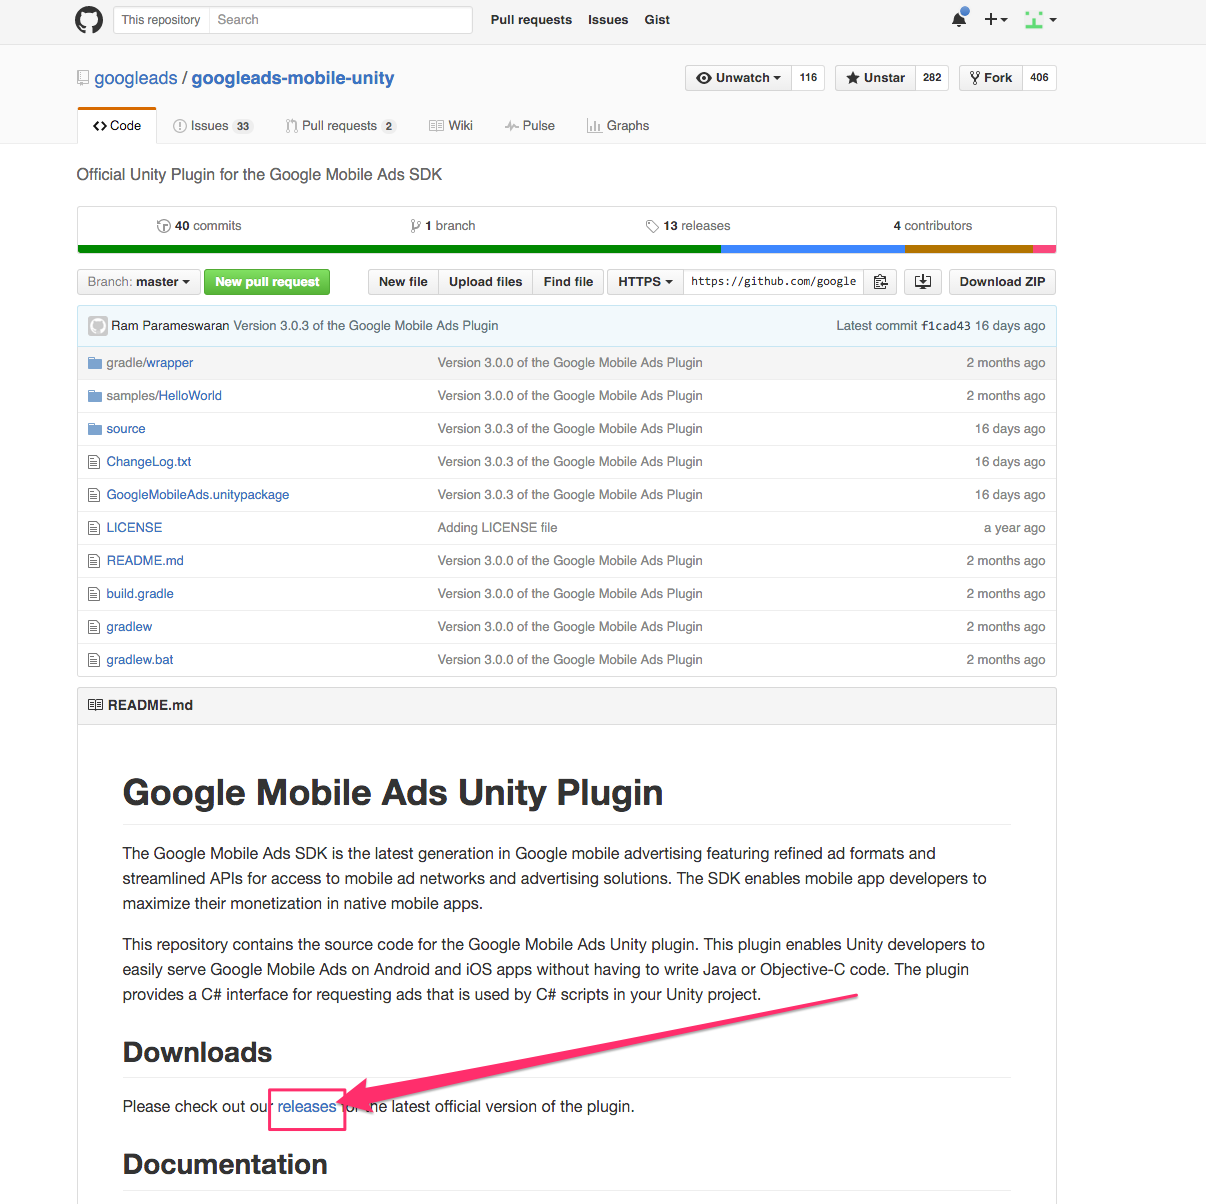 This repository Search Pull requests Issues Gist
googleads / googleads-mobile-unity Unwatch 116 Unstar 282 Fork 406
Code Issues 33 Pull requests 2 Wiki Pulse Graphs
Official Unity Plugin for the Google Mobile Ads SDK
40 commits 1 branch 13 releases 4 contributors
Branch: master New pull request New file Upload files Find file HTTPS https://github.com/google Download ZIP
Ram Parameswaran Version 3.0.3 of the Google Mobile Ads Plugin Latest commit f1cad43 16 days ago
gradle/wrapper Version 3.0.0 of the Google Mobile Ads Plugin 2 months ago
samples/HelloWorld Version 3.0.0 of the Google Mobile Ads Plugin 2 months ago
source Version 3.0.3 of the Google Mobile Ads Plugin 16 days ago
ChangeLog.txt Version 3.0.3 of the Google Mobile Ads Plugin 16 days ago
GoogleMobileAds.unitypackage Version 3.0.3 of the Google Mobile Ads Plugin 16 days ago
LICENSE Adding LICENSE file a year ago
README.md Version 3.0.0 of the Google Mobile Ads Plugin 2 months ago
build.gradle Version 3.0.0 of the Google Mobile Ads Plugin 2 months ago
gradlew Version 3.0.0 of the Google Mobile Ads Plugin 2 months ago
gradlew.bat Version 3.0.0 of the Google Mobile Ads Plugin 2 months ago
README.md
Google Mobile Ads Unity Plugin
The Google Mobile Ads SDK is the latest generation in Google mobile advertising featuring refined ad formats and
streamlined APIs for access to mobile ad networks and advertising solutions. The SDK enables mobile app developers to
maximize their monetization in native mobile apps.
This repository contains the source code for the Google Mobile Ads Unity plugin. This plugin enables Unity developers to
easily serve Google Mobile Ads on Android and iOS apps without having to write Java or Objective-C code. The plugin
provides a C# interface for requesting ads that is used by C# scripts in your Unity project.
Downloads
Please check out our releases for the latest official version of the plugin.
Documentation